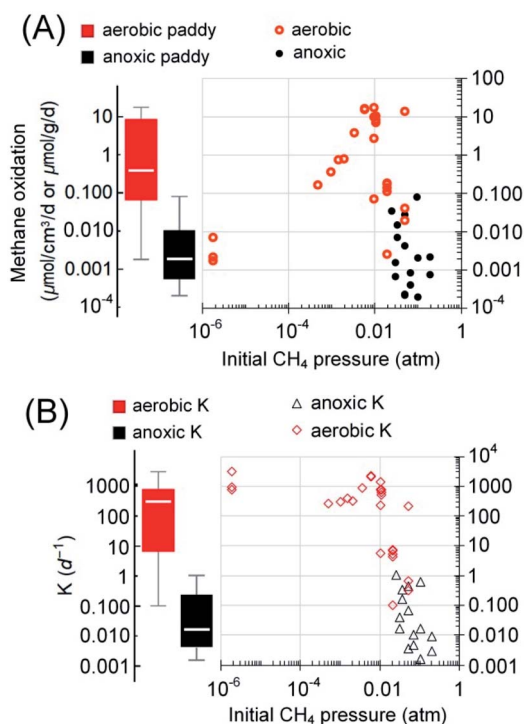 (A)
aerobic paddy
aerobic
anoxic paddy
anoxic
Methane oxidation
(μmol/cm³/d or μmol/g/d)
10
1
0.100
0.010
0.001
10⁻⁴
100
10
1
0.100
0.010
0.001
10⁻⁴
10⁻⁶
10⁻⁴
0.01
1
Initial CH₄ pressure (atm)
(B)
aerobic K
anoxic K
anoxic K
aerobic K
K (d⁻¹)
1000
100
10
1
0.100
0.010
0.001
10⁴
1000
100
10
1
0.100
0.010
0.001
10⁻⁶
10⁻⁴
0.01
1
Initial CH₄ pressure (atm)